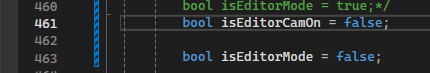 460 bool isEditorMode = true;*/
461 bool isEditorCamOn = false;
462
463 bool isEditorMode = false;